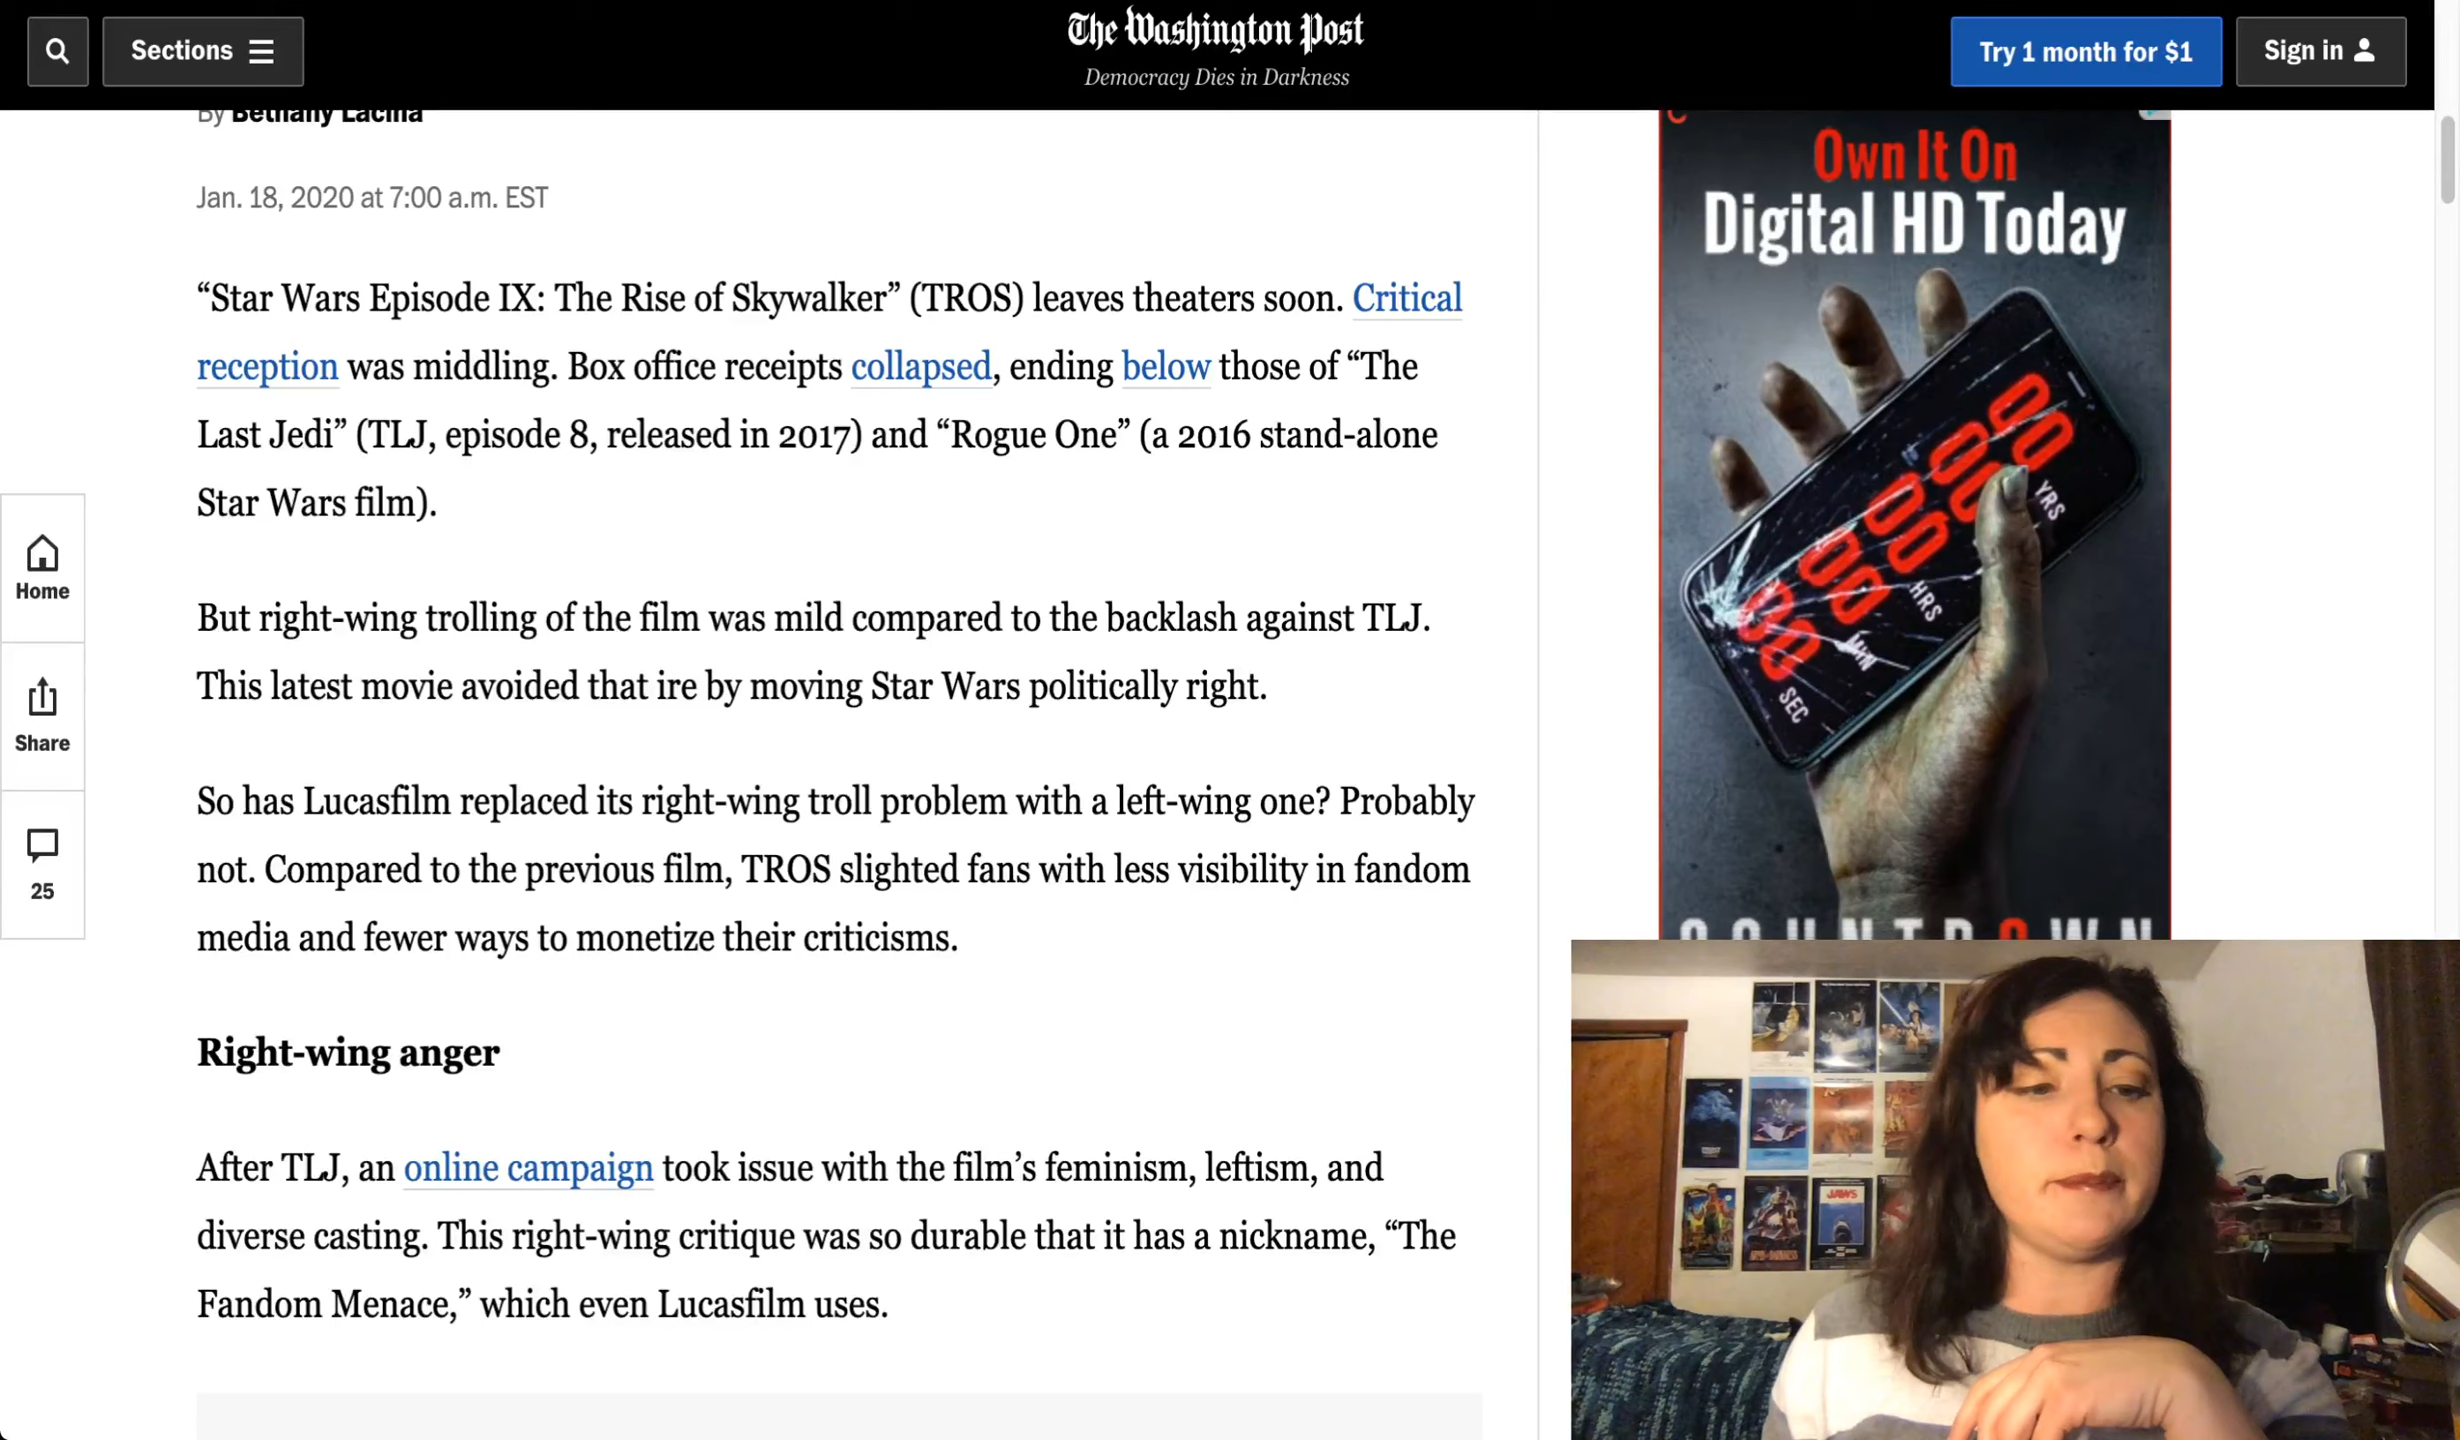 The Washington Post
Democracy Dies in Darkness
Sections
Try 1 month for $1
Sign in
By Bethany Lacina
Jan. 18, 2020 at 7:00 a.m. EST
“Star Wars Episode IX: The Rise of Skywalker” (TROS) leaves theaters soon. Critical
reception was middling. Box office receipts collapsed, ending below those of “The
Last Jedi” (TLJ, episode 8, released in 2017) and “Rogue One” (a 2016 stand-alone
Star Wars film).
But right-wing trolling of the film was mild compared to the backlash against TLJ.
This latest movie avoided that ire by moving Star Wars politically right.
So has Lucasfilm replaced its right-wing troll problem with a left-wing one? Probably
not. Compared to the previous film, TROS slighted fans with less visibility in fandom
media and fewer ways to monetize their criticisms.
Right-wing anger
After TLJ, an online campaign took issue with the film’s feminism, leftism, and
diverse casting. This right-wing critique was so durable that it has a nickname, “The
Fandom Menace,” which even Lucasfilm uses.
Home
Share
25
Own It On
Digital HD Today
00 YRS
00
00 HRS
00 MIN
00 SEC
COUNTDOWN
JAWS